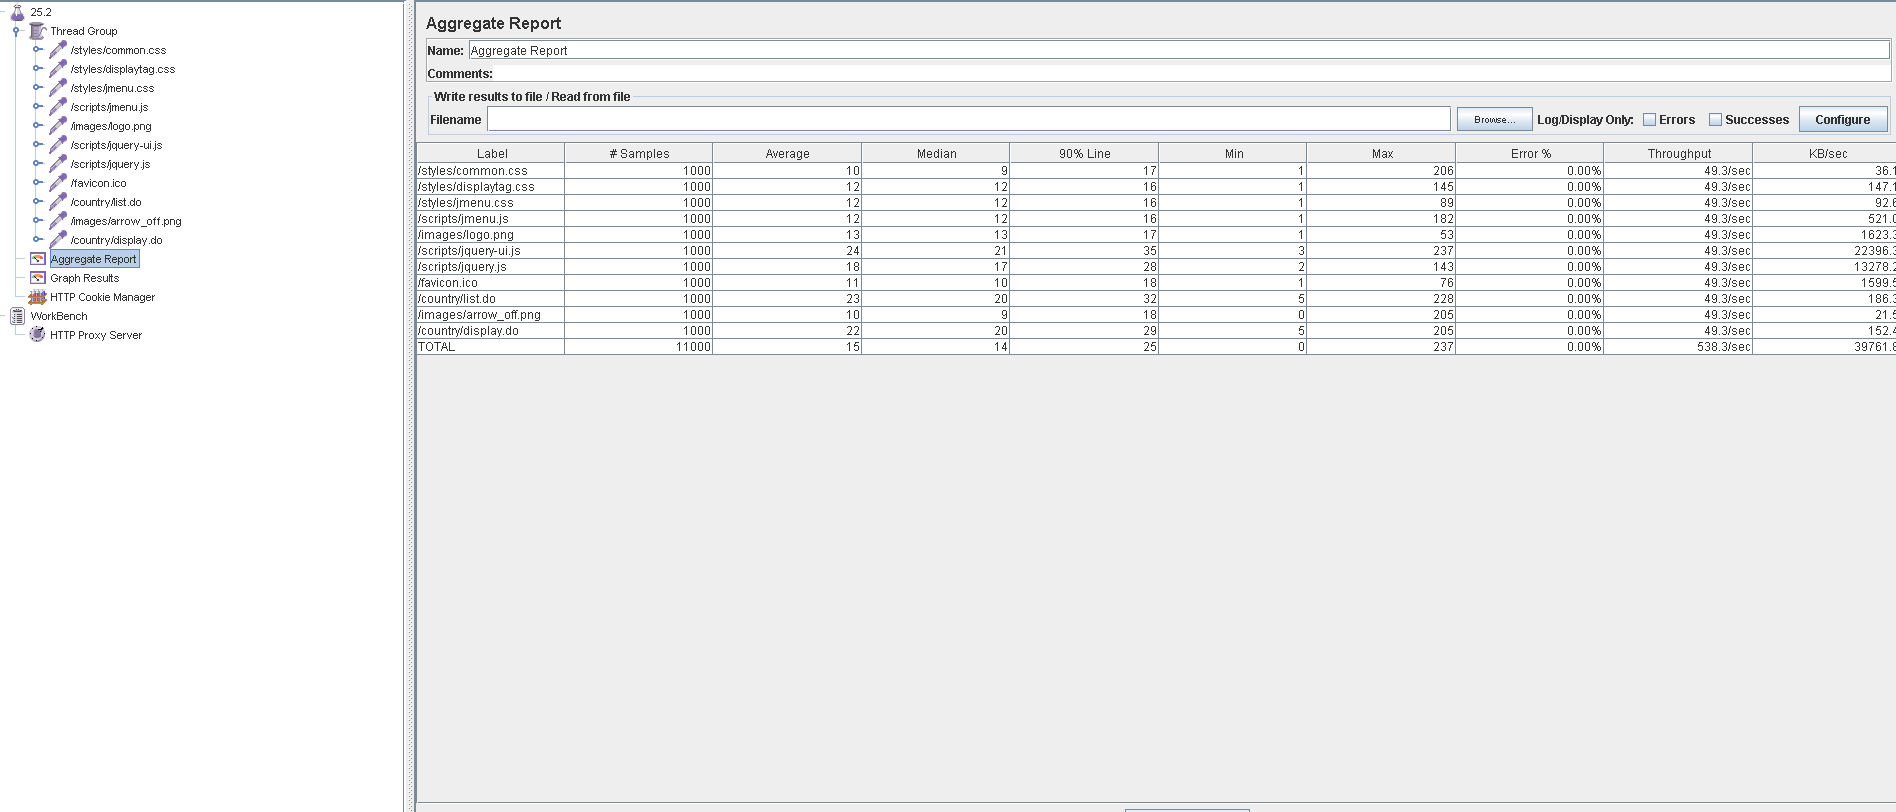 25.2
Thread Group
/styles/common.css
/styles/displaytag.css
/styles/jmenu.css
/scripts/jmenu.js
/images/logo.png
/scripts/jquery-ui.js
/scripts/jquery.js
/favicon.ico
/country/list.do
/images/arrow_off.png
/country/display.do
Aggregate Report
Graph Results
HTTP Cookie Manager
WorkBench
HTTP Proxy Server
Aggregate Report
Name: Aggregate Report
Comments:
Write results to file / Read from file
Filename Browse... Log/Display Only: Errors Successes Configure
Label # Samples Average Median 90% Line Min Max Error % Throughput KB/sec
/styles/common.css 1000 10 9 17 1 206 0.00% 49.3/sec 36.1
/styles/displaytag.css 1000 12 12 16 1 145 0.00% 49.3/sec 147.1
/styles/jmenu.css 1000 12 12 16 1 89 0.00% 49.3/sec 92.6
/scripts/jmenu.js 1000 12 12 16 1 182 0.00% 49.3/sec 521.0
/images/logo.png 1000 13 13 17 1 53 0.00% 49.3/sec 1623.3
/scripts/jquery-ui.js 1000 24 21 35 3 237 0.00% 49.3/sec 22396.3
/scripts/jquery.js 1000 18 17 28 2 143 0.00% 49.3/sec 13278.2
/favicon.ico 1000 11 10 18 1 76 0.00% 49.3/sec 1599.5
/country/list.do 1000 23 20 32 5 228 0.00% 49.3/sec 186.3
/images/arrow_off.png 1000 10 9 18 0 205 0.00% 49.3/sec 21.5
/country/display.do 1000 22 20 29 5 205 0.00% 49.3/sec 152.4
TOTAL 11000 15 14 25 0 237 0.00% 538.3/sec 39761.8